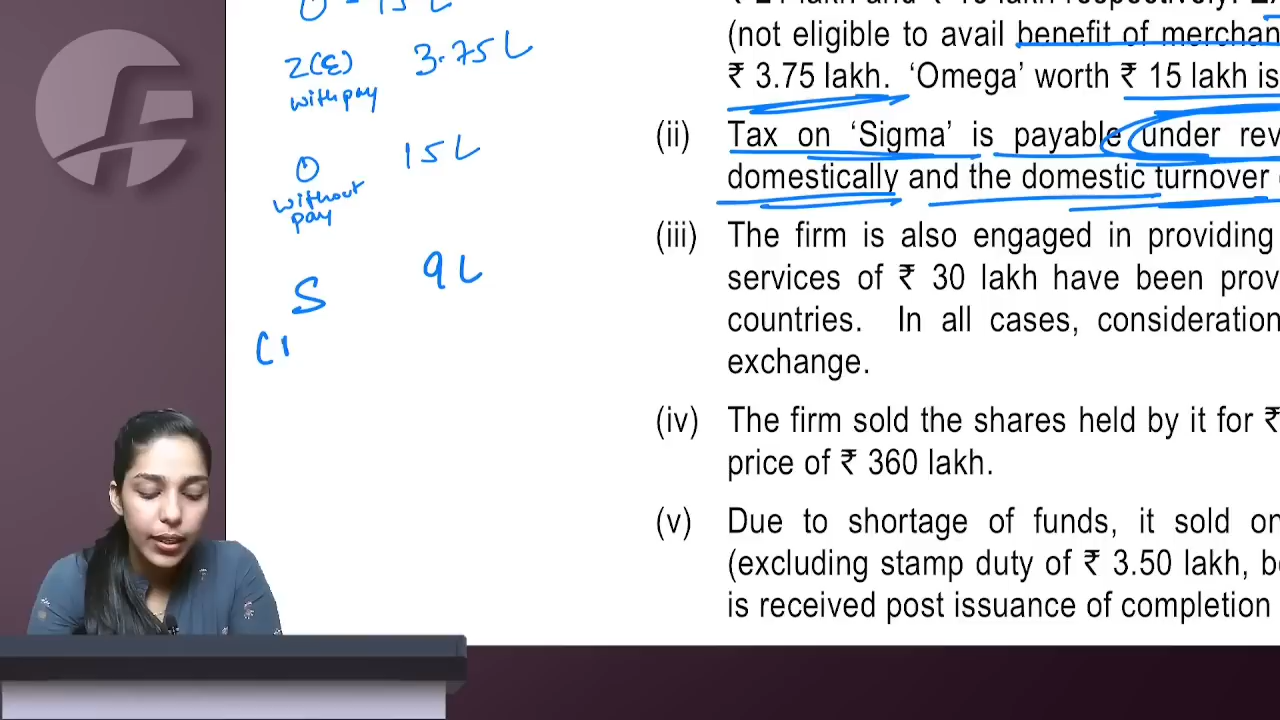 O - 15 L
Z(E) 3.75 L
with pay
O 15 L
without
pay
S 9 L
₹ 3.75 lakh. ‘Omega’ worth ₹ 15 lakh is
(not eligible to avail benefit of merchan
(ii) Tax on ‘Sigma’ is payable under rev
domestically and the domestic turnover
(iii) The firm is also engaged in providing
services of ₹ 30 lakh have been prov
countries. In all cases, consideration
exchange.
(iv) The firm sold the shares held by it for ₹
price of ₹ 360 lakh.
(v) Due to shortage of funds, it sold on
(excluding stamp duty of ₹ 3.50 lakh, be
is received post issuance of completion